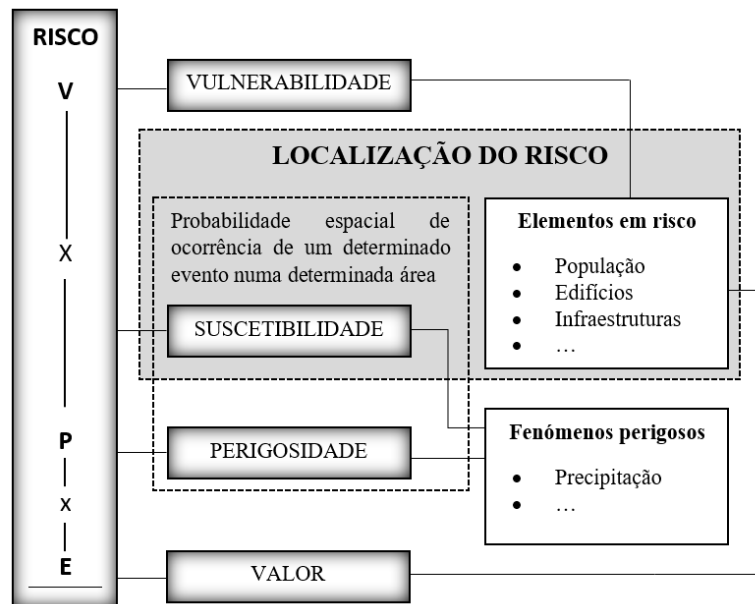 RISCO
V
X
P
x
E
VULNERABILIDADE
LOCALIZAÇÃO DO RISCO
Probabilidade espacial de
ocorrência de um determinado
evento numa determinada área
SUSCETIBILIDADE
PERIGOSIDADE
VALOR
Elementos em risco
• População
• Edifícios
• Infraestruturas
• …
Fenómenos perigosos
• Precipitação
• …